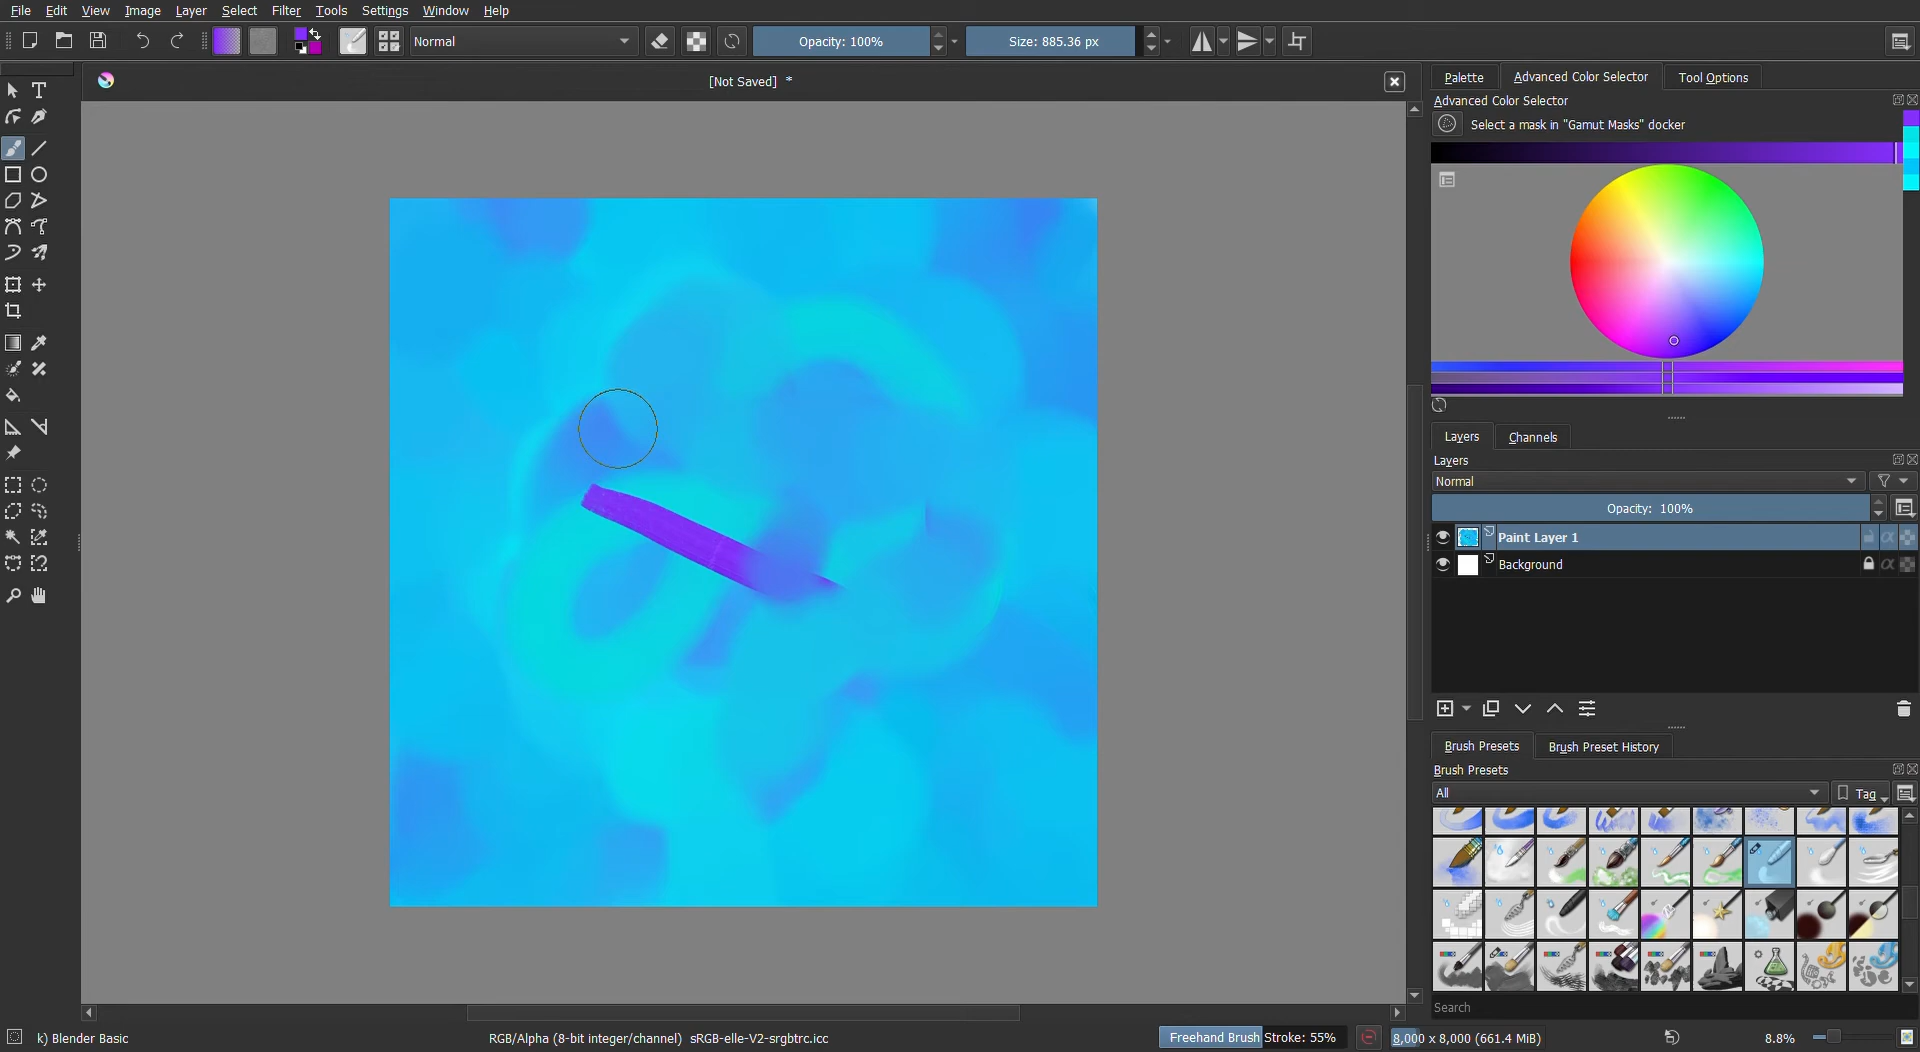 File Edit View Image Layer Select Filter Tools Settings Window Help
Normal Opacity: 100% Size: 885.36 px
[Not Saved] *
Palette Advanced Color Selector Tool Options
Advanced Color Selector
Select a mask in "Gamut Masks" docker
Layers Channels
Layers
Normal
Opacity: 100%
Paint Layer 1
Background
Brush Presets Brush Preset History
Brush Presets
All Tag
Search
k) Blender Basic RGB/Alpha (8-bit integer/channel) sRGB-elle-V2-srgbtrc.icc Freehand Brush Stroke: 55% 8,000 x 8,000 (661.4 MiB) 8.8%